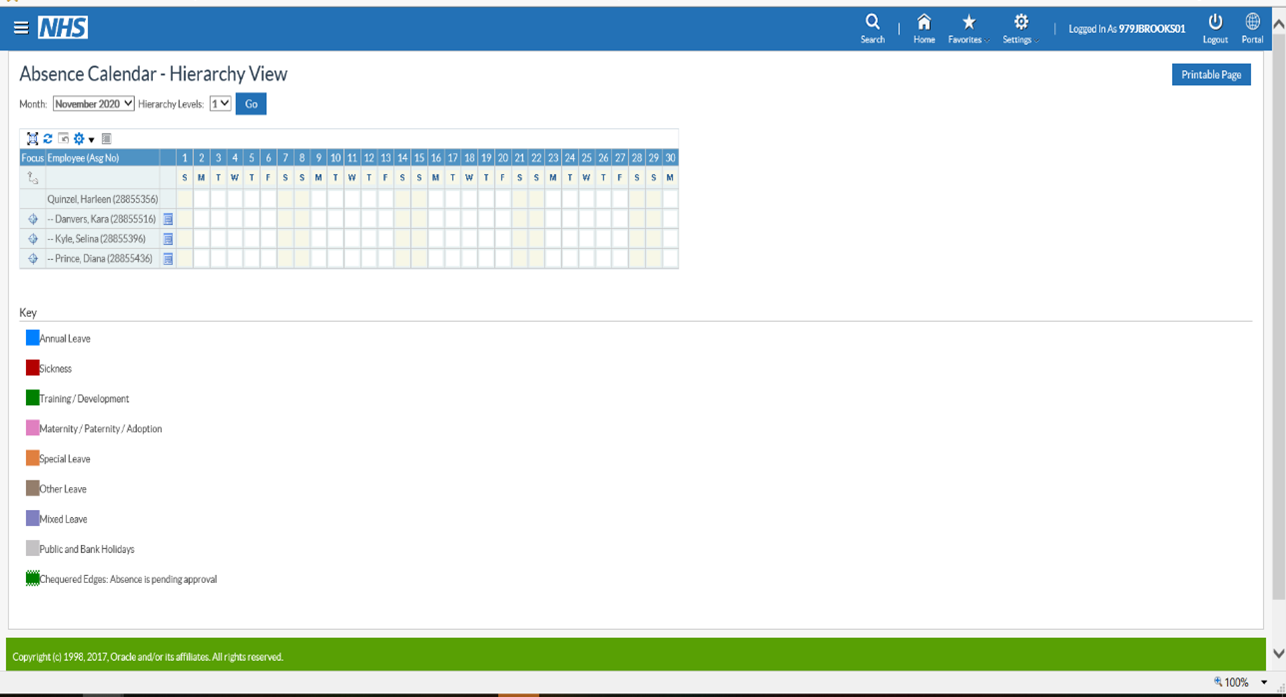 NHS Search | Home Favorites Settings | Logged In As 979JBROOKS01 Logout Portal
Absence Calendar - Hierarchy View
Printable Page
Month: November 2020 Hierarchy Levels: 1 Go
Focus Employee (Asg No) 1 2 3 4 5 6 7 8 9 10 11 12 13 14 15 16 17 18 19 20 21 22 23 24 25 26 27 28 29 30
S M T W T F S S M T W T F S S M T W T F S S M T W T F S S M
Quinzel, Harleen (28855356)
-- Danvers, Kara (28855516)
-- Kyle, Selina (28855396)
-- Prince, Diana (28855436)
Key
Annual Leave
Sickness
Training / Development
Maternity / Paternity / Adoption
Special Leave
Other Leave
Mixed Leave
Public and Bank Holidays
Chequered Edges: Absence is pending approval
Copyright (c) 1998, 2017, Oracle and/or its affiliates. All rights reserved.
100%